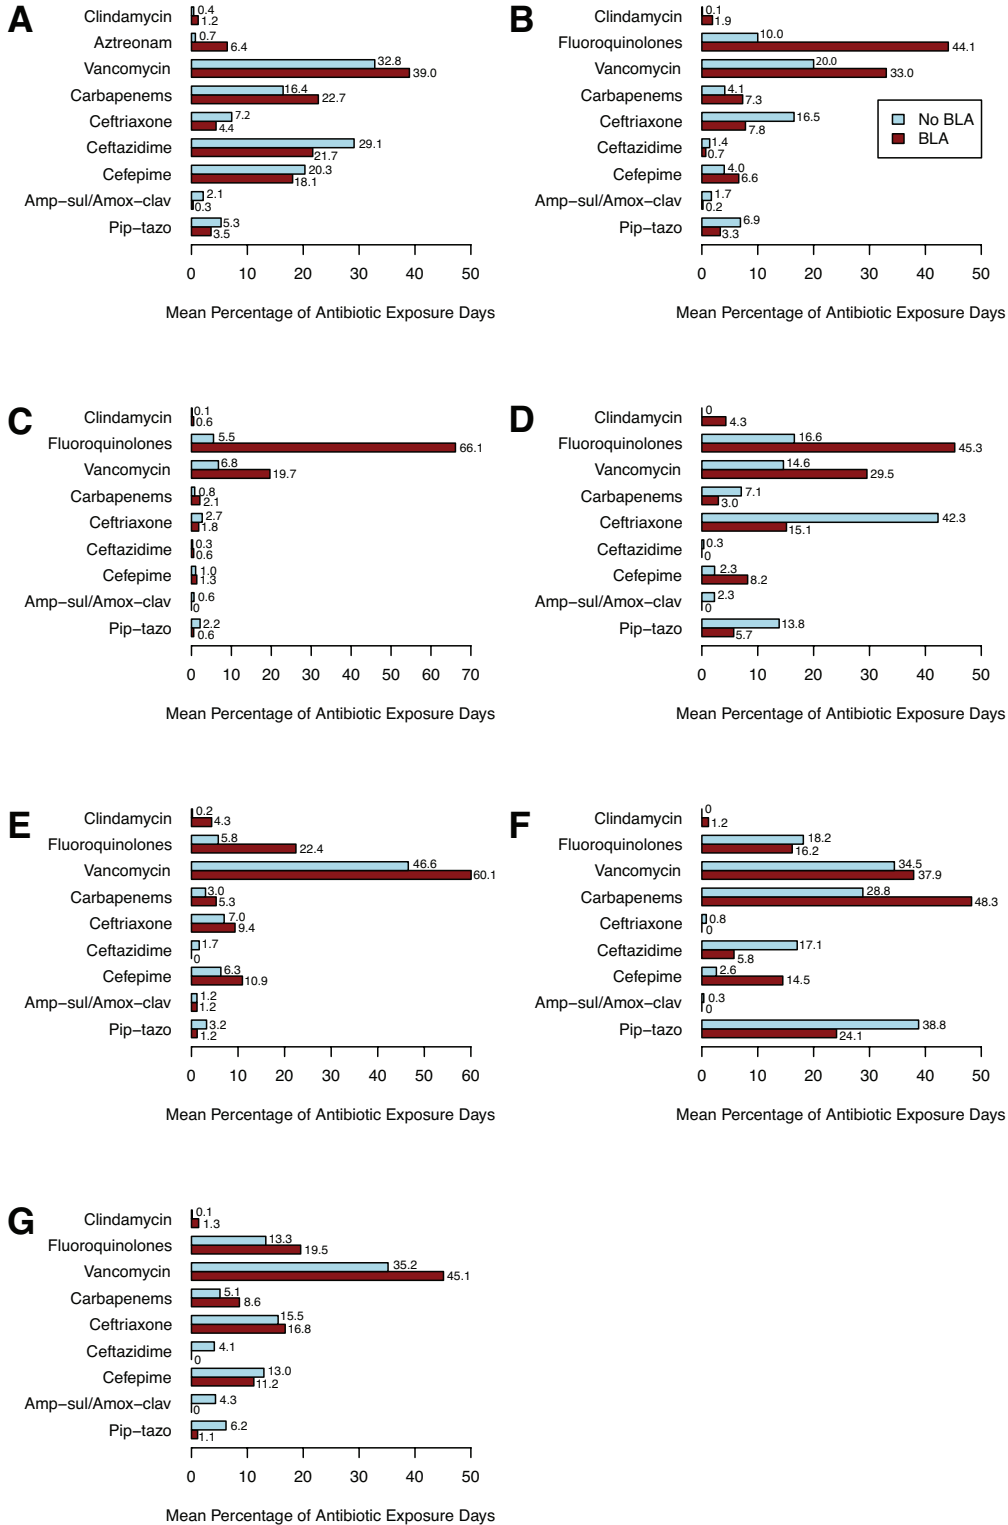 A
Clindamycin 0.4 1.2
Aztreonam 0.7 6.4
Vancomycin 32.8 39.0
Carbapenems 16.4 22.7
Ceftriaxone 7.2 4.4
Ceftazidime 29.1 21.7
Cefepime 20.3 18.1
Amp−sul/Amox−clav 2.1 0.3
Pip−tazo 5.3 3.5
0 10 20 30 40 50
Mean Percentage of Antibiotic Exposure Days
B
Clindamycin 0.1 1.9
Fluoroquinolones 10.0 44.1
Vancomycin 20.0 33.0
Carbapenems 4.1 7.3
Ceftriaxone 16.5 7.8
Ceftazidime 1.4 0.7
Cefepime 4.0 6.6
Amp−sul/Amox−clav 1.7 0.2
Pip−tazo 6.9 3.3
No BLA
BLA
0 10 20 30 40 50
Mean Percentage of Antibiotic Exposure Days
C
Clindamycin 0.1 0.6
Fluoroquinolones 5.5 66.1
Vancomycin 6.8 19.7
Carbapenems 0.8 2.1
Ceftriaxone 2.7 1.8
Ceftazidime 0.3 0.6
Cefepime 1.0 1.3
Amp−sul/Amox−clav 0.6 0
Pip−tazo 2.2 0.6
0 10 20 30 40 50 60 70
Mean Percentage of Antibiotic Exposure Days
D
Clindamycin 0 4.3
Fluoroquinolones 16.6 45.3
Vancomycin 14.6 29.5
Carbapenems 7.1 3.0
Ceftriaxone 42.3 15.1
Ceftazidime 0.3 0
Cefepime 2.3 8.2
Amp−sul/Amox−clav 2.3 0
Pip−tazo 13.8 5.7
0 10 20 30 40 50
Mean Percentage of Antibiotic Exposure Days
E
Clindamycin 0.2 4.3
Fluoroquinolones 5.8 22.4
Vancomycin 46.6 60.1
Carbapenems 3.0 5.3
Ceftriaxone 7.0 9.4
Ceftazidime 1.7 0
Cefepime 6.3 10.9
Amp−sul/Amox−clav 1.2 1.2
Pip−tazo 3.2 1.2
0 10 20 30 40 50 60
Mean Percentage of Antibiotic Exposure Days
F
Clindamycin 0 1.2
Fluoroquinolones 18.2 16.2
Vancomycin 34.5 37.9
Carbapenems 28.8 48.3
Ceftriaxone 0.8 0
Ceftazidime 17.1 5.8
Cefepime 2.6 14.5
Amp−sul/Amox−clav 0.3 0
Pip−tazo 38.8 24.1
0 10 20 30 40 50
Mean Percentage of Antibiotic Exposure Days
G
Clindamycin 0.1 1.3
Fluoroquinolones 13.3 19.5
Vancomycin 35.2 45.1
Carbapenems 5.1 8.6
Ceftriaxone 15.5 16.8
Ceftazidime 4.1 0
Cefepime 13.0 11.2
Amp−sul/Amox−clav 4.3 0
Pip−tazo 6.2 1.1
0 10 20 30 40 50
Mean Percentage of Antibiotic Exposure Days